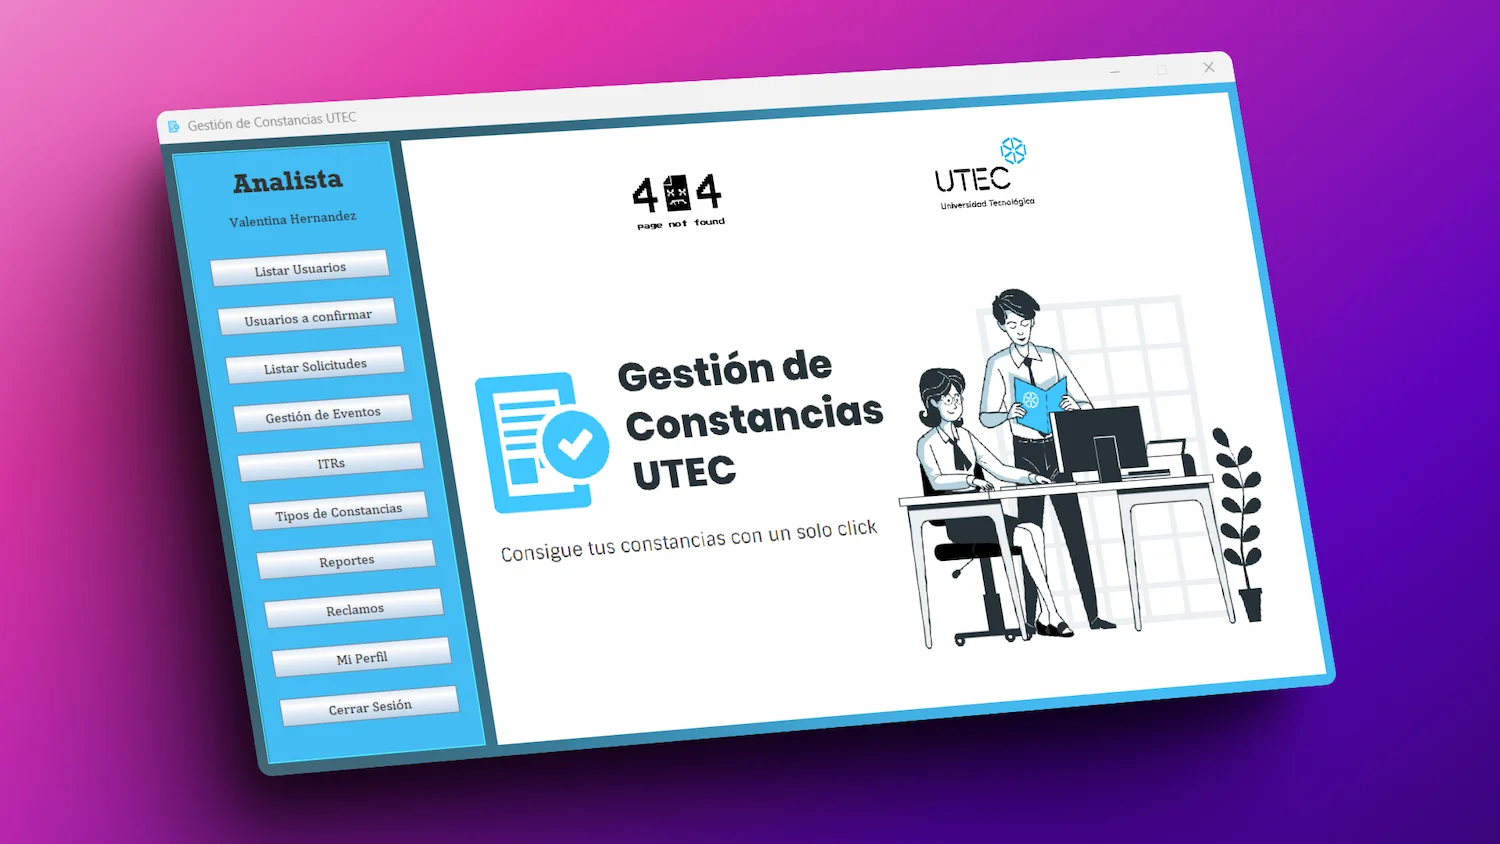 Gestión de Constancias UTEC
Analista
Valentina Hernandez
Listar Usuarios
Usuarios a confirmar
Listar Solicitudes
Gestión de Eventos
ITRs
Tipos de Constancias
Reportes
Reclamos
Mi Perfil
Cerrar Sesión
404
page not found
UTEC
Universidad Tecnológica
Gestión de
Constancias
UTEC
Consigue tus constancias con un solo click